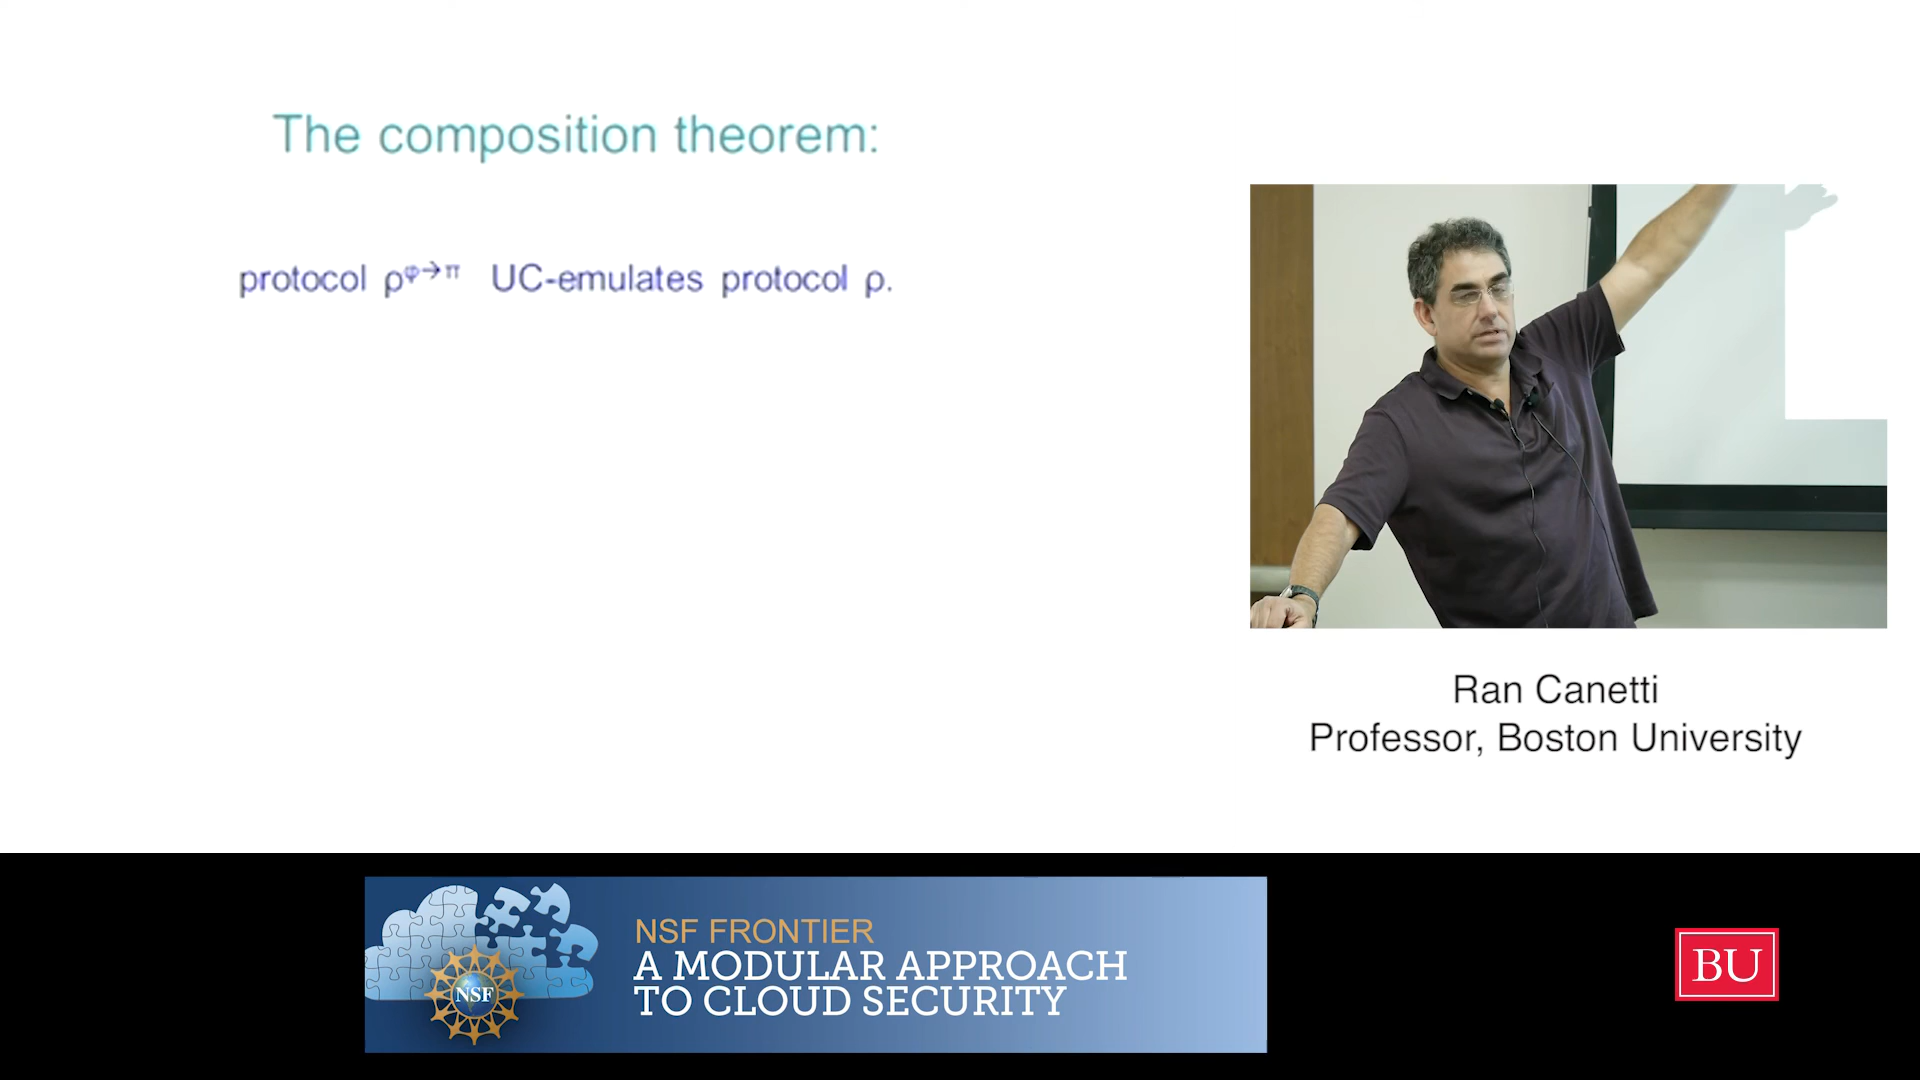 The composition theorem:
protocol ρᵠ→π UC-emulates protocol ρ.
Ran Canetti
Professor, Boston University
NSF FRONTIER
A MODULAR APPROACH
TO CLOUD SECURITY
NSF
BU